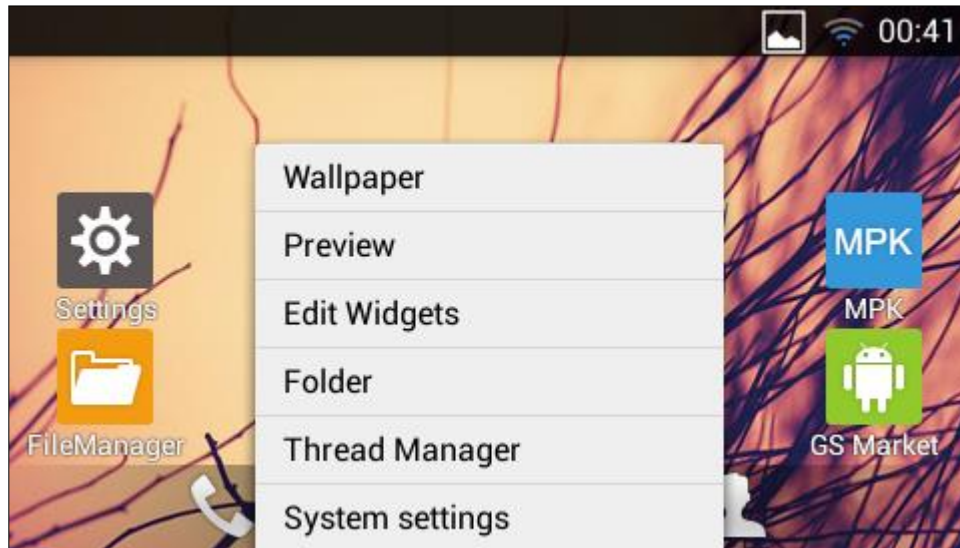 00:41
Wallpaper
Preview
Edit Widgets
Folder
Thread Manager
System settings
Settings
FileManager
MPK
MPK
GS Market